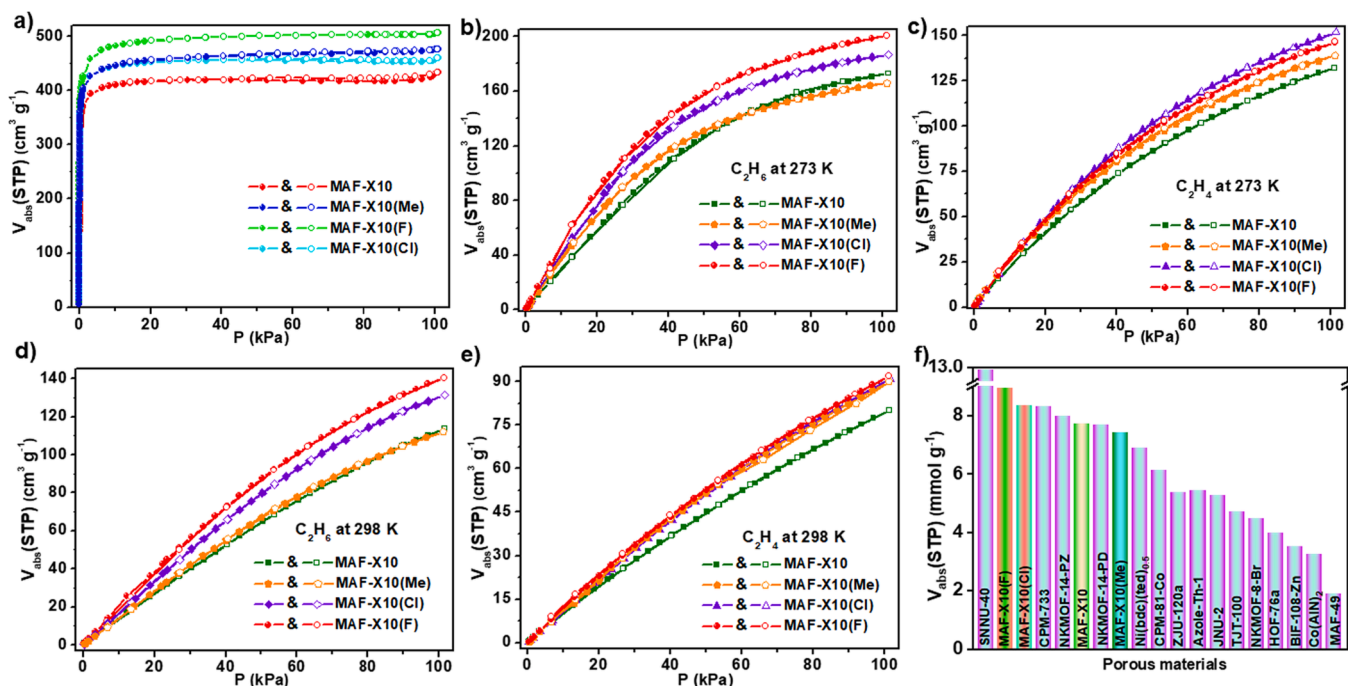 a)
V_abs(STP) (cm³ g⁻¹)
500
400
300
200
100
0
0 20 40 60 80 100
P (kPa)
& MAF-X10
& MAF-X10(Me)
& MAF-X10(F)
& MAF-X10(Cl)
b)
V_abs(STP) (cm³ g⁻¹)
200
160
120
80
40
0
0 20 40 60 80 100
P (kPa)
C₂H₆ at 273 K
& MAF-X10
& MAF-X10(Me)
& MAF-X10(Cl)
& MAF-X10(F)
c)
V_abs(STP) (cm³ g⁻¹)
150
125
100
75
50
25
0
0 20 40 60 80 100
P (kPa)
C₂H₄ at 273 K
& MAF-X10
& MAF-X10(Me)
& MAF-X10(Cl)
& MAF-X10(F)
d)
V_abs(STP) (cm³ g⁻¹)
140
120
100
80
60
40
20
0
0 20 40 60 80 100
P (kPa)
C₂H₆ at 298 K
& MAF-X10
& MAF-X10(Me)
& MAF-X10(Cl)
& MAF-X10(F)
e)
V_abs(STP) (cm³ g⁻¹)
90
75
60
45
30
15
0
0 20 40 60 80 100
P (kPa)
C₂H₄ at 298 K
& MAF-X10
& MAF-X10(Me)
& MAF-X10(Cl)
& MAF-X10(F)
f)
V_abs(STP) (mmol g⁻¹)
13.0
8
6
4
2
0
SNNU-40
MAF-X10(F)
MAF-X10(Cl)
CPM-733
NKMOF-14-PZ
MAF-X10
NKMOF-14-PD
MAF-X10(Me)
Ni(bdc)(ted)₀.₅
CPM-81-Co
ZJU-120a
Azole-Th-1
JNU-2
TJT-100
NKMOF-8-Br
HOF-76a
BIF-108-Zn
Co(AIN)₂
MAF-49
Porous materials